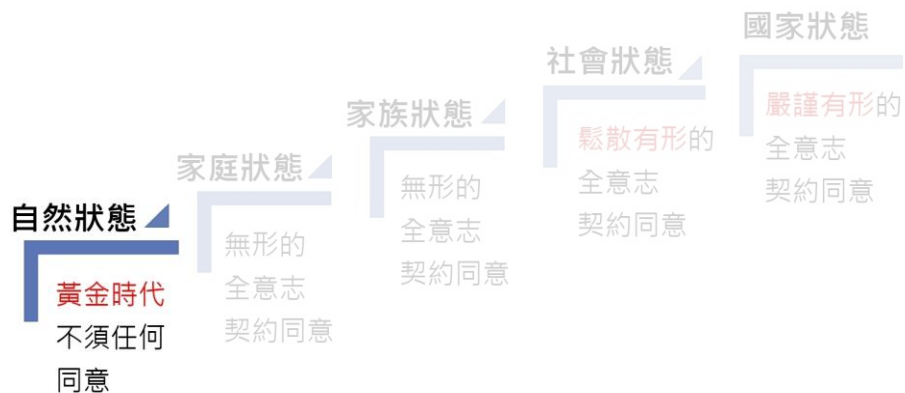 自然狀態
黃金時代
不須任何
同意
家庭狀態
無形的
全意志
契約同意
家族狀態
無形的
全意志
契約同意
社會狀態
鬆散有形的
全意志
契約同意
國家狀態
嚴謹有形的
全意志
契約同意